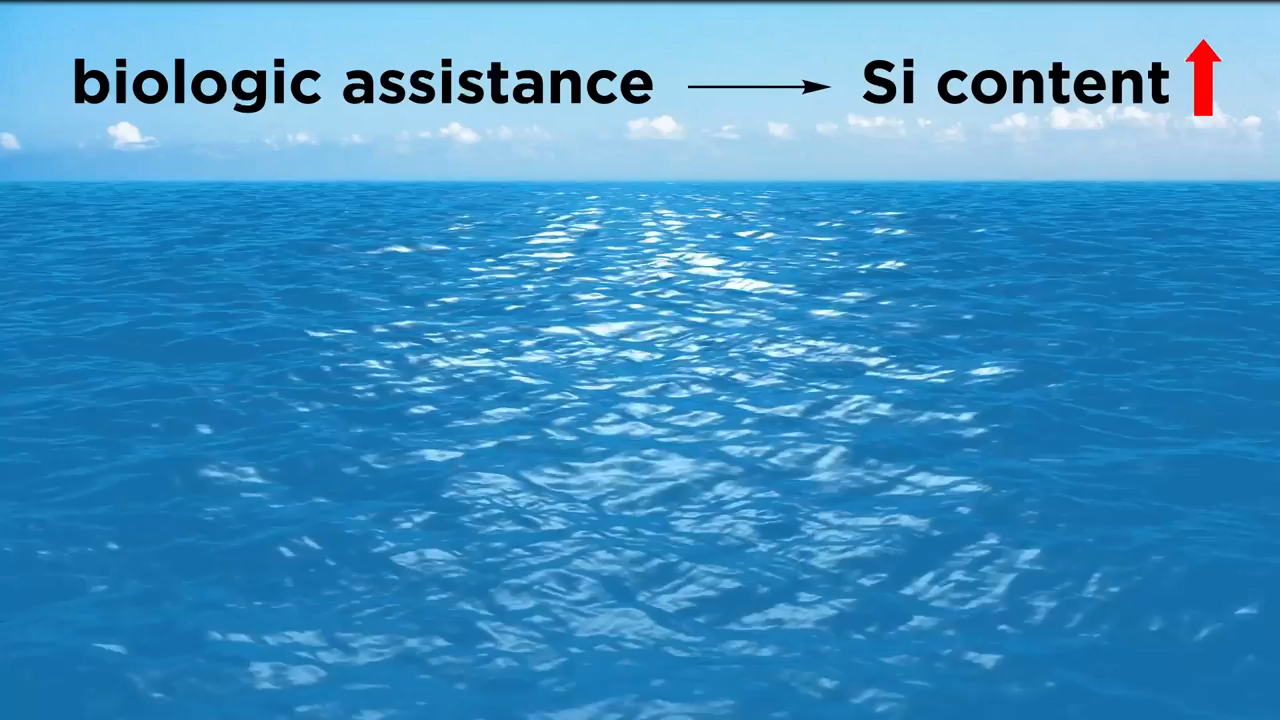 biologic assistance → Si content ↑